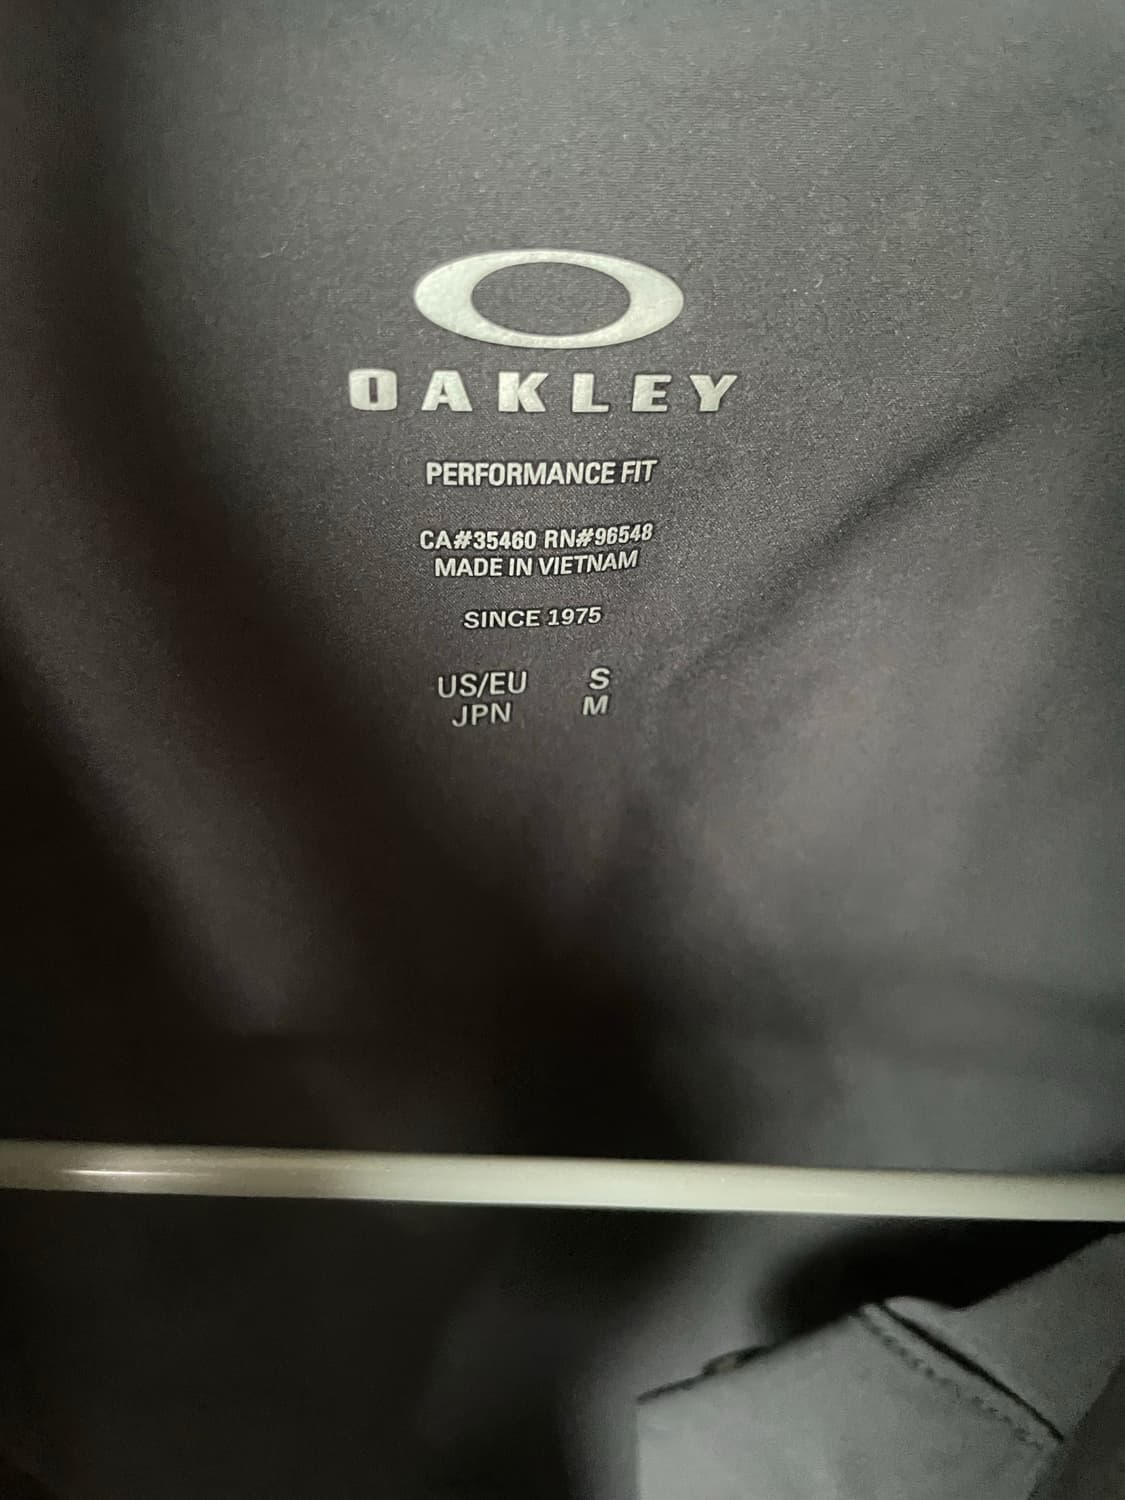 OAKLEY
PERFORMANCE FIT
CA#35460 RN#96548
MADE IN VIETNAM
SINCE 1975
US/EU S
JPN M